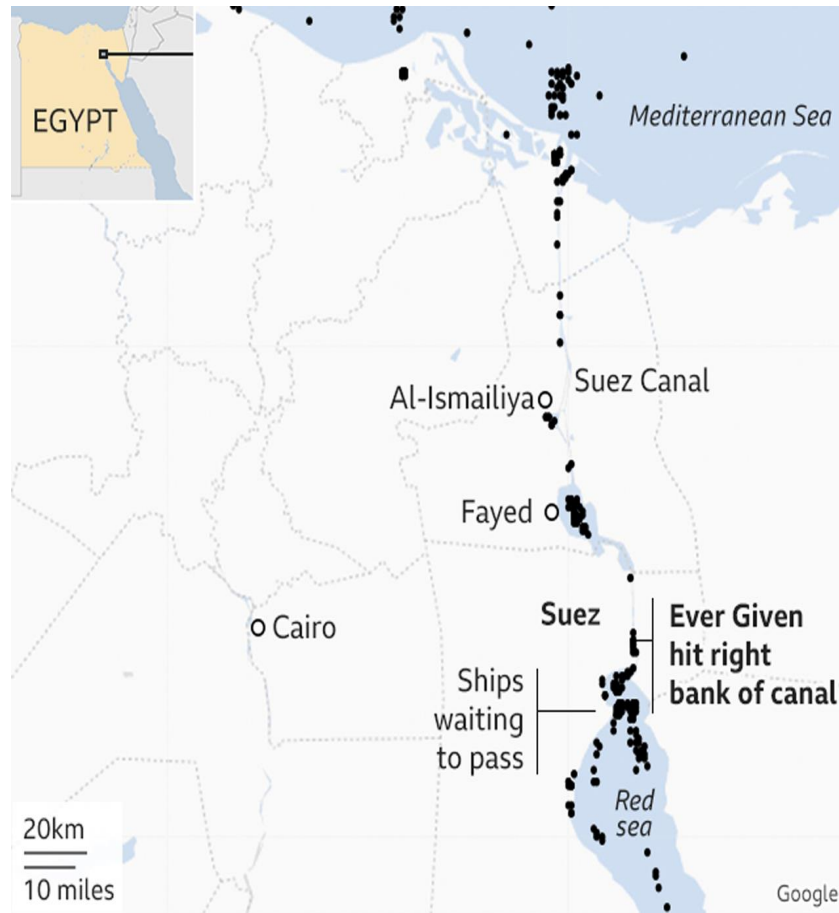 EGYPT
Mediterranean Sea
Suez Canal
Al-Ismailiya
Fayed
Suez
Ever Given
hit right
bank of canal
Cairo
Ships
waiting
to pass
Red
sea
20km
10 miles
Google